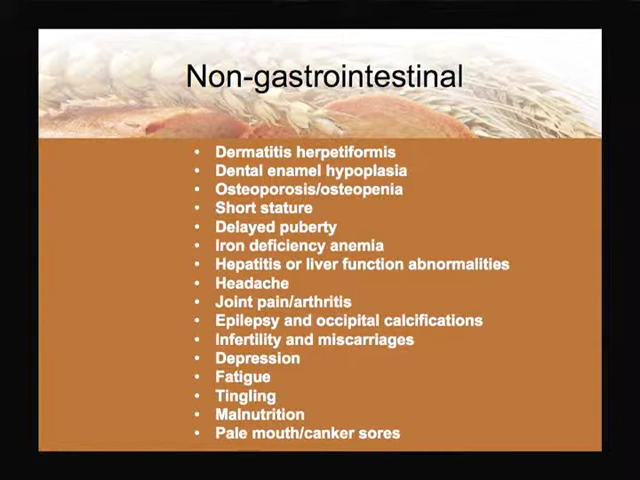 Non-gastrointestinal
• Dermatitis herpetiformis
• Dental enamel hypoplasia
• Osteoporosis/osteopenia
• Short stature
• Delayed puberty
• Iron deficiency anemia
• Hepatitis or liver function abnormalities
• Headache
• Joint pain/arthritis
• Epilepsy and occipital calcifications
• Infertility and miscarriages
• Depression
• Fatigue
• Tingling
• Malnutrition
• Pale mouth/canker sores